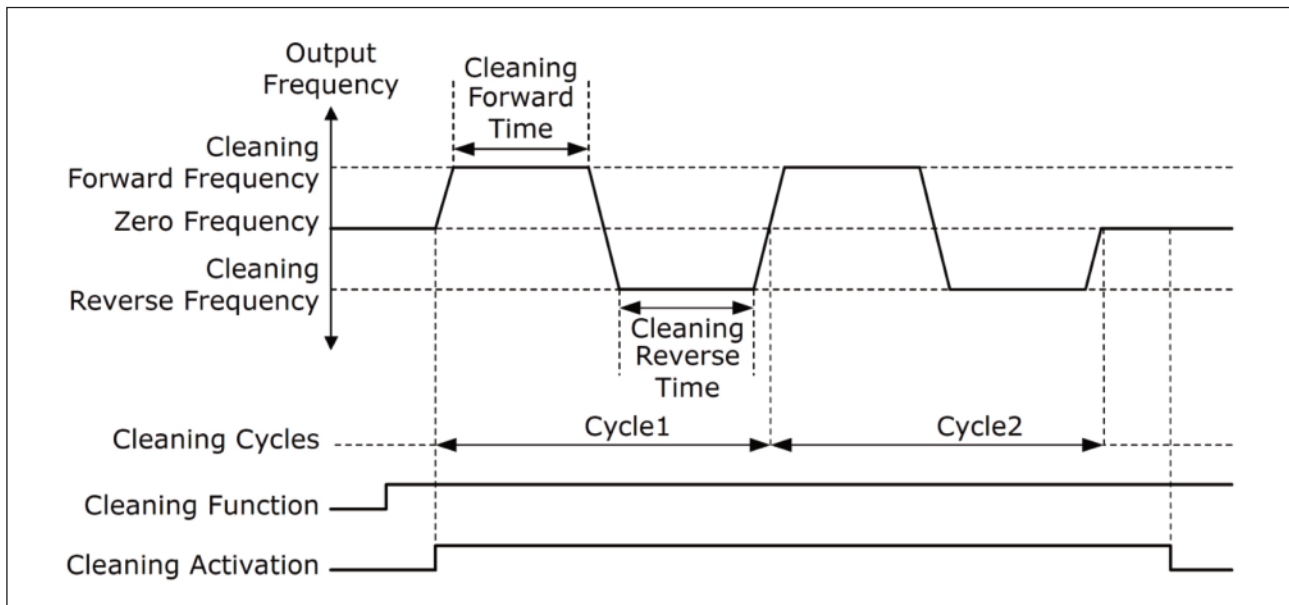 Output
Frequency
Cleaning
Forward
Time
Cleaning
Forward Frequency
Zero Frequency
Cleaning
Reverse Frequency
Cleaning
Reverse
Time
Cleaning Cycles
Cycle1
Cycle2
Cleaning Function
Cleaning Activation